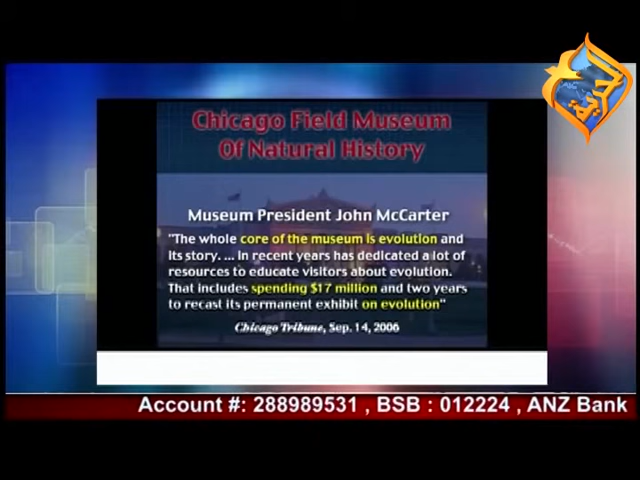 Chicago Field Museum
Of Natural History
Museum President John McCarter
"The whole core of the museum is evolution and
its story. ... In recent years has dedicated a lot of
resources to educate visitors about evolution.
That includes spending $17 million and two years
to recast its permanent exhibit on evolution"
Chicago Tribune, Sep. 14, 2006
Account #: 288989531 , BSB : 012224 , ANZ Bank